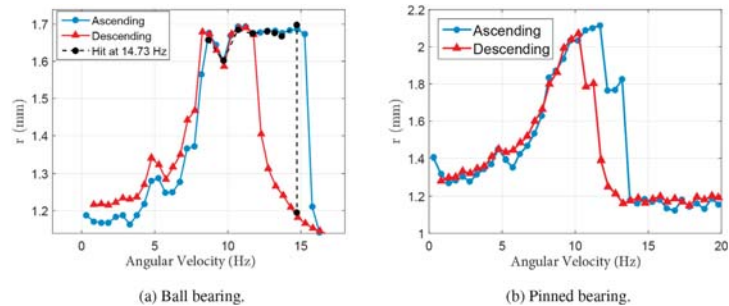 Ascending
Descending
Hit at 14.73 Hz
r (mm)
1.7
1.6
1.5
1.4
1.3
1.2
0 5 10 15
Angular Velocity (Hz)
(a) Ball bearing.
Ascending
Descending
r (mm)
2.2
2
1.8
1.6
1.4
1.2
1
0 5 10 15 20
Angular Velocity (Hz)
(b) Pinned bearing.